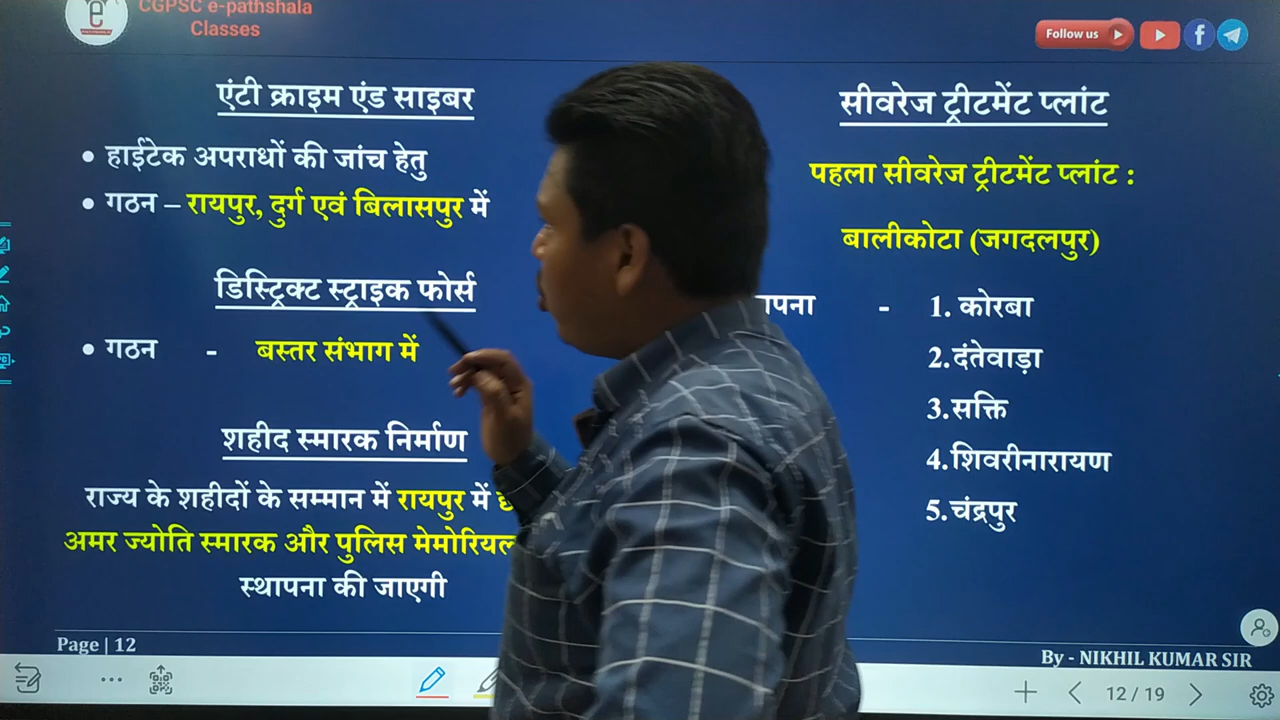 CGPSC e-pathshala
Classes
Follow us
एंटी क्राइम एंड साइबर
• हाईटेक अपराधों की जांच हेतु
• गठन – रायपुर, दुर्ग एवं बिलासपुर में
डिस्ट्रिक्ट स्ट्राइक फोर्स
• गठन - बस्तर संभाग में
शहीद स्मारक निर्माण
राज्य के शहीदों के सम्मान में रायपुर में
अमर ज्योति स्मारक और पुलिस मेमोरियल
स्थापना की जाएगी
सीवरेज ट्रीटमेंट प्लांट
पहला सीवरेज ट्रीटमेंट प्लांट :
बालीकोटा (जगदलपुर)
- 1. कोरबा
2.दंतेवाड़ा
3.सक्ति
4.शिवरीनारायण
5.चंद्रपुर
Page | 12
By - NIKHIL KUMAR SIR
12 / 19